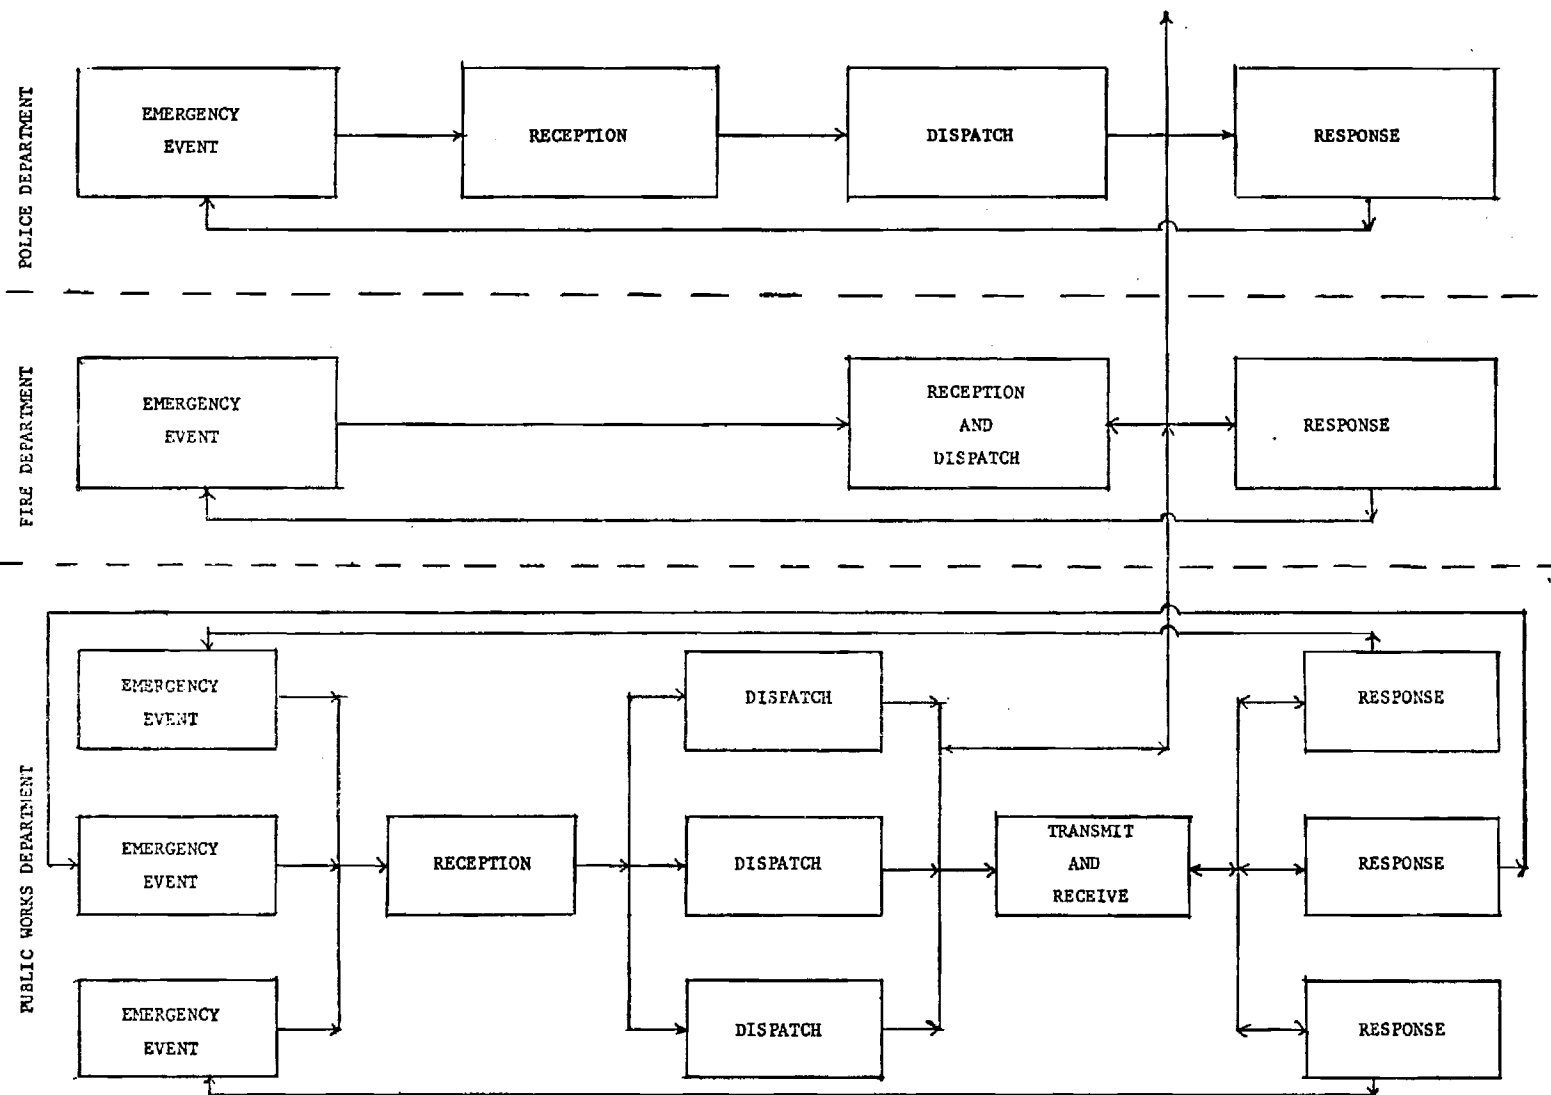 POLICE DEPARTMENT
EMERGENCY
EVENT
RECEPTION
DISPATCH
RESPONSE
FIRE DEPARTMENT
EMERGENCY
EVENT
RECEPTION
AND
DISPATCH
RESPONSE
PUBLIC WORKS DEPARTMENT
EMERGENCY
EVENT
DISPATCH
RESPONSE
EMERGENCY
EVENT
RECEPTION
DISPATCH
TRANSMIT
AND
RECEIVE
RESPONSE
EMERGENCY
EVENT
DISPATCH
RESPONSE